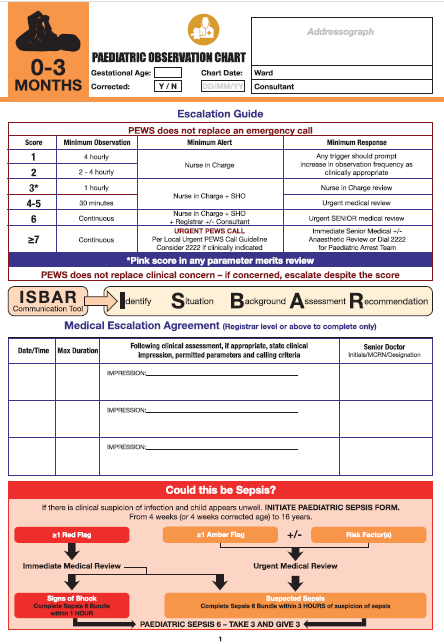 0-3
MONTHS
PAEDIATRIC OBSERVATION CHART
Gestational Age:
Chart Date:
Corrected:
Y / N
DD/MM/YY
Addressograph
Ward
Consultant
Escalation Guide
PEWS does not replace an emergency call
Score Minimum Observation Minimum Alert Minimum Response
1 4 hourly
2 2 - 4 hourly
Nurse in Charge
Any trigger should prompt
increase in observation frequency as
clinically appropriate
3* 1 hourly
Nurse in Charge review
Nurse in Charge + SHO
4-5 30 minutes
Urgent medical review
6 Continuous
Nurse in Charge + SHO
+ Registrar +/- Consultant
Urgent SENIOR medical review
≥7 Continuous
URGENT PEWS CALL
Per Local Urgent PEWS Call Guideline
Consider 2222 if clinically indicated
Immediate Senior Medical +/-
Anaesthetic Review or Dial 2222
for Paediatric Arrest Team
*Pink score in any parameter merits review
PEWS does not replace clinical concern – if concerned, escalate despite the score
ISBAR
Communication Tool
Identify Situation Background Assessment Recommendation
Medical Escalation Agreement (Registrar level or above to complete only)
Date/Time
Max Duration
Following clinical assessment, if appropriate, state clinical
impression, permitted parameters and calling criteria
Senior Doctor
Initials/MCRN/Designation
IMPRESSION:
IMPRESSION:
IMPRESSION:
Could this be Sepsis?
If there is clinical suspicion of infection and child appears unwell. INITIATE PAEDIATRIC SEPSIS FORM.
From 4 weeks (or 4 weeks corrected age) to 16 years.
≥1 Red Flag
≥1 Amber Flag
+/-
Risk Factor(s)
Immediate Medical Review
Urgent Medical Review
Signs of Shock
Complete Sepsis 6 Bundle
within 1 HOUR
Suspected Sepsis
Complete Sepsis 6 Bundle within 3 HOURS of suspicion of sepsis
PAEDIATRIC SEPSIS 6 – TAKE 3 AND GIVE 3
1